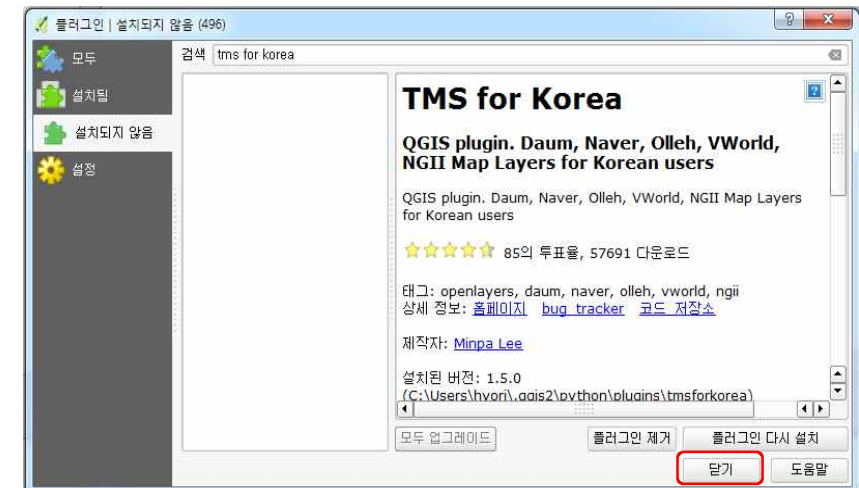 플러그인 | 설치되지 않음 (496)
모두
설치됨
설치되지 않음
설정
검색 tms for korea
TMS for Korea
QGIS plugin. Daum, Naver, Olleh, VWorld,
NGII Map Layers for Korean users
QGIS plugin. Daum, Naver, Olleh, VWorld, NGII Map Layers
for Korean users
85의 투표율, 57691 다운로드
태그: openlayers, daum, naver, olleh, vworld, ngii
상세 정보: 홈페이지 bug tracker 코드 저장소
제작자: Minpa Lee
설치된 버전: 1.5.0
(C:\Users\hyori\.qgis2\python\plugins\tmsforkorea)
모두 업그레이드 플러그인 제거 플러그인 다시 설치
닫기 도움말